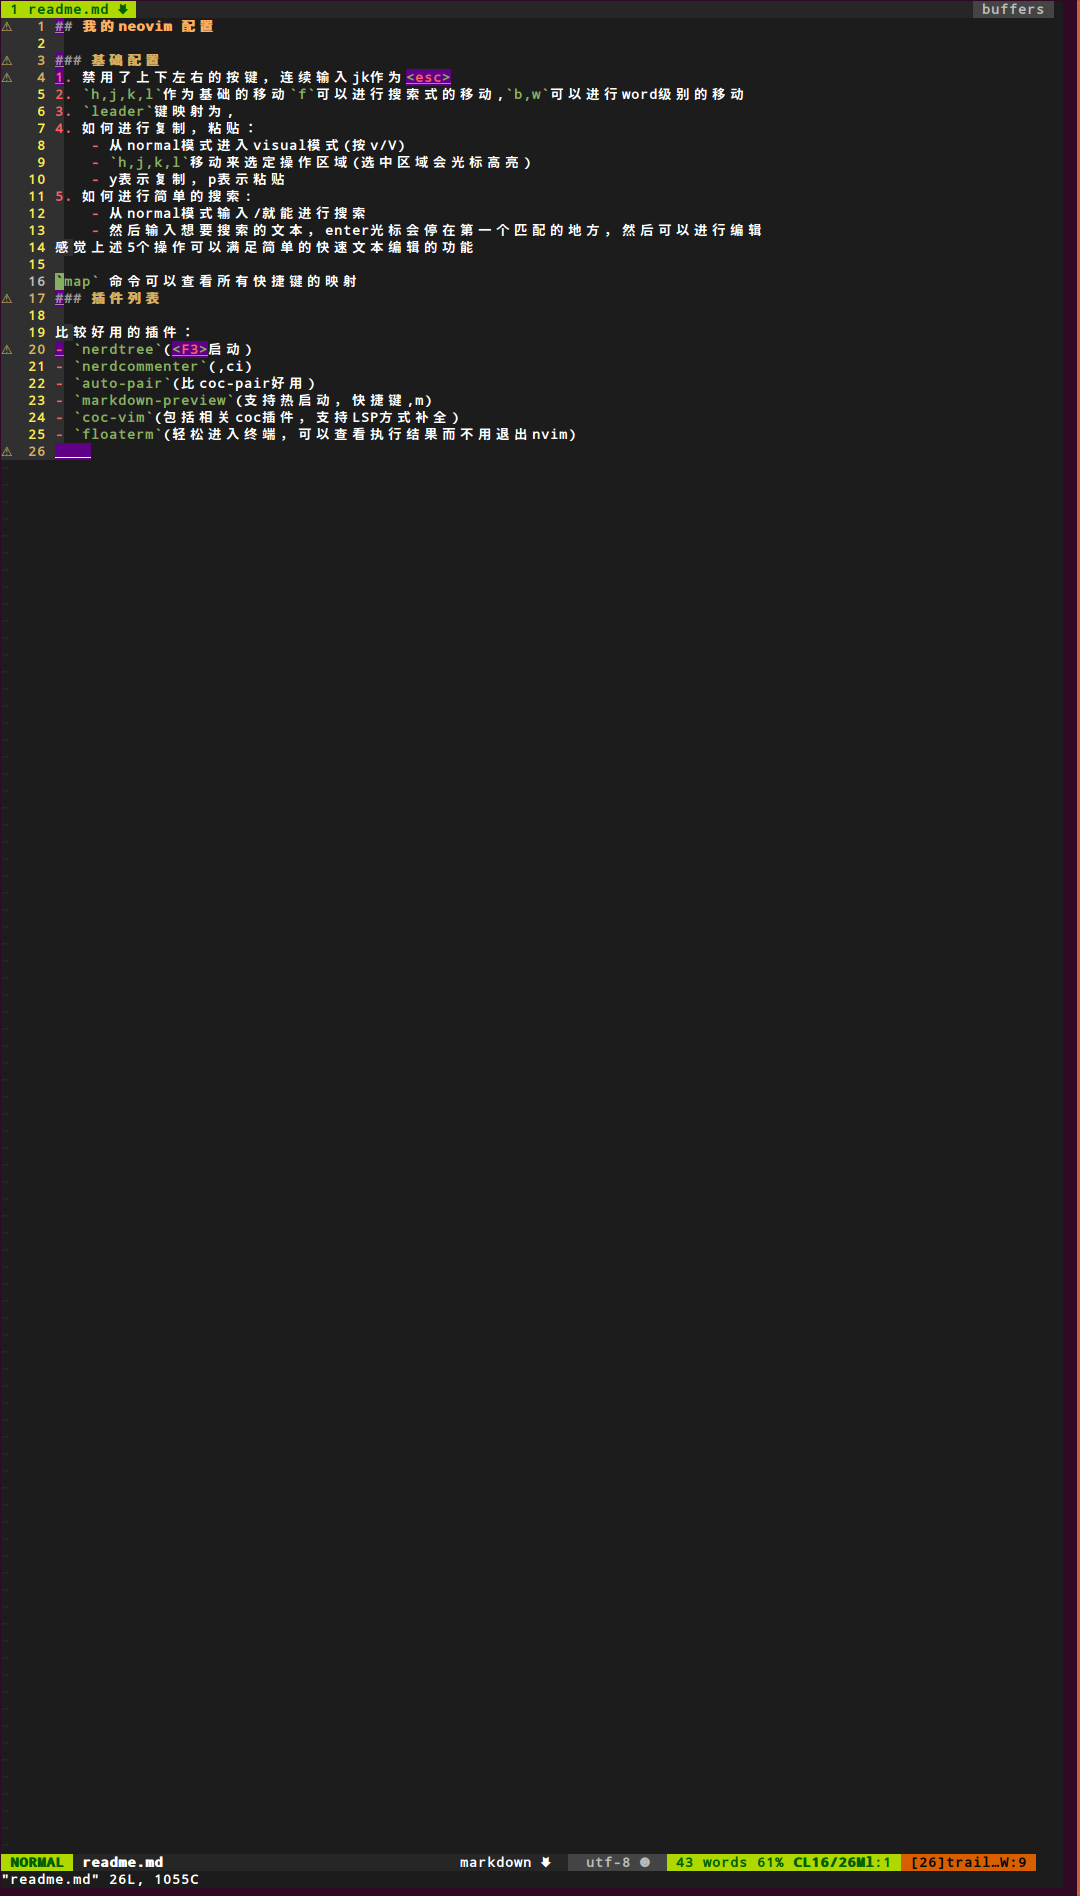 1 readme.md
buffers
⚠ 1 ## 我的neovim 配置
2
⚠ 3 ### 基础配置
⚠ 4 1. 禁用了上下左右的按键，连续输入jk作为<esc>
5 2. `h,j,k,l`作为基础的移动`f`可以进行搜索式的移动,`b,w`可以进行word级别的移动
6 3. `leader`键映射为,
7 4. 如何进行复制，粘贴：
8 - 从normal模式进入visual模式(按v/V)
9 - `h,j,k,l`移动来选定操作区域(选中区域会光标高亮)
10 - y表示复制，p表示粘贴
11 5. 如何进行简单的搜索：
12 - 从normal模式输入/就能进行搜索
13 - 然后输入想要搜索的文本，enter光标会停在第一个匹配的地方，然后可以进行编辑
14 感觉上述5个操作可以满足简单的快速文本编辑的功能
15
16 `map` 命令可以查看所有快捷键的映射
⚠ 17 ### 插件列表
18
19 比较好用的插件：
⚠ 20 - `nerdtree`(<F3>启动)
21 - `nerdcommenter`(,ci)
22 - `auto-pair`(比coc-pair好用)
23 - `markdown-preview`(支持热启动，快捷键,m)
24 - `coc-vim`(包括相关coc插件，支持LSP方式补全)
25 - `floaterm`(轻松进入终端，可以查看执行结果而不用退出nvim)
⚠ 26
NORMAL readme.md markdown utf-8 43 words 61% CL16/26Ml:1 [26]trail…W:9
"readme.md" 26L, 1055C